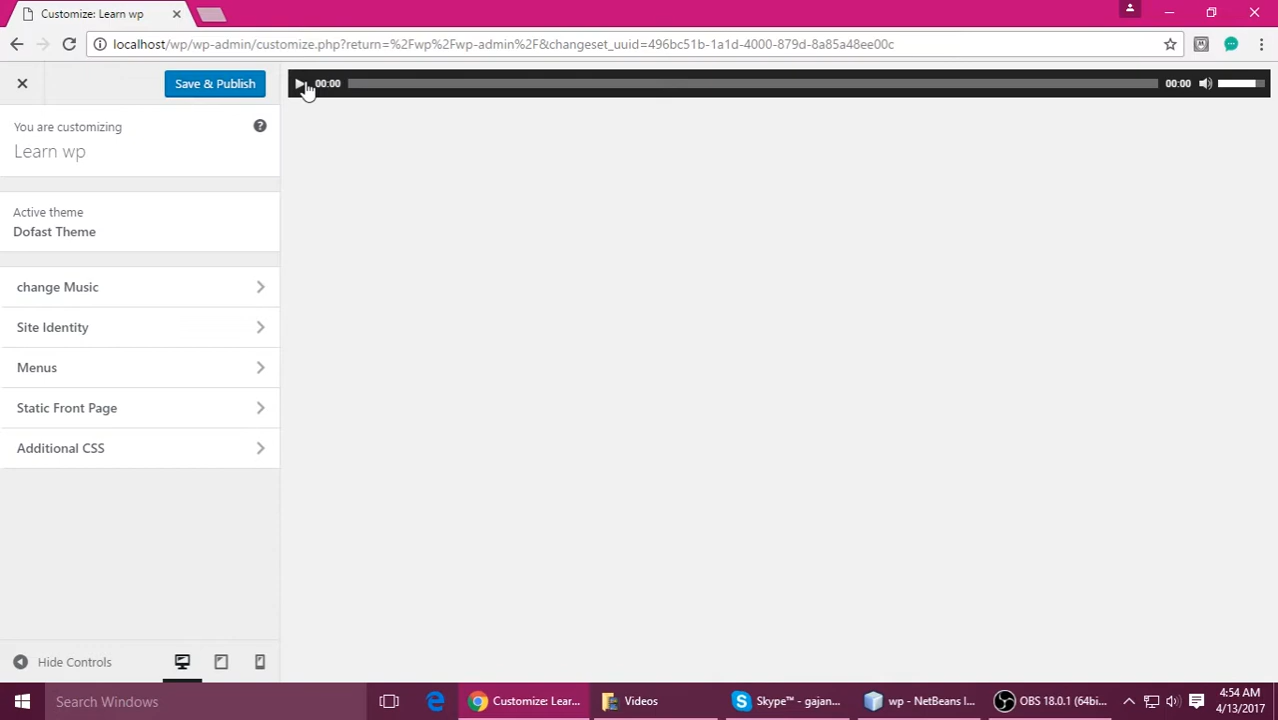 Customize: Learn wp
localhost/wp/wp-admin/customize.php?return=%2Fwp%2Fwp-admin%2F&changeset_uuid=496bc51b-1a1d-4000-879d-8a85a48ee00c
Save & Publish
00:00
00:00
You are customizing
Learn wp
Active theme
Dofast Theme
change Music
Site Identity
Menus
Static Front Page
Additional CSS
Hide Controls
Search Windows
Customize: Lear...
Videos
Skype™ - gajan...
wp - NetBeans I...
OBS 18.0.1 (64bi...
4:54 AM
4/13/2017